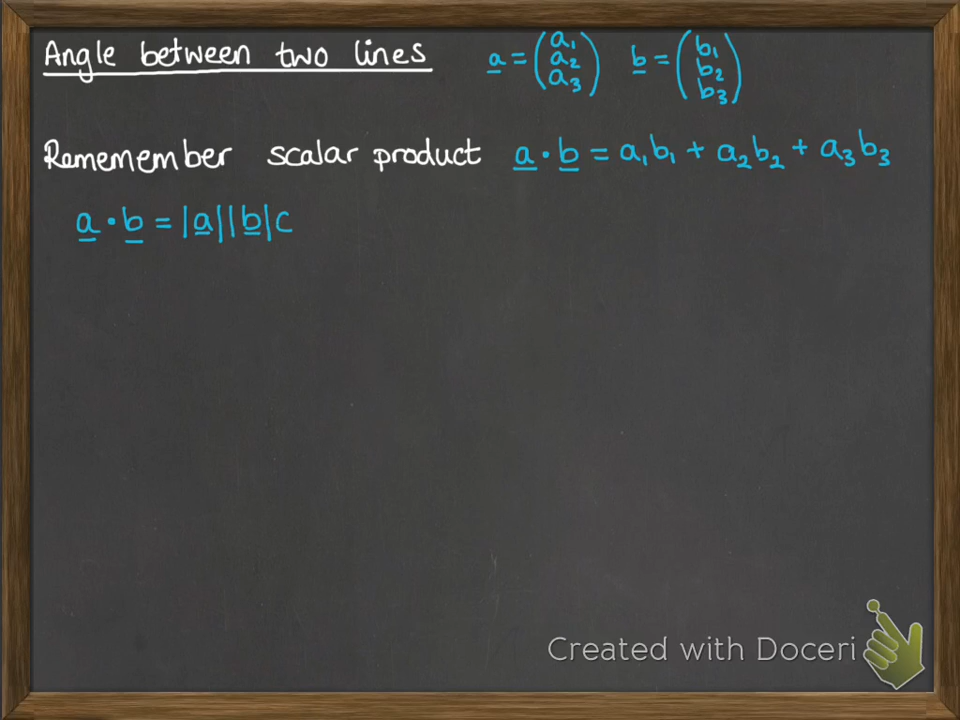 Angle between two lines a = (a₁ a₂ a₃) b = (b₁ b₂ b₃)
Rememember scalar product a · b = a₁b₁ + a₂b₂ + a₃b₃
a · b = |a||b|c
Created with Doceri